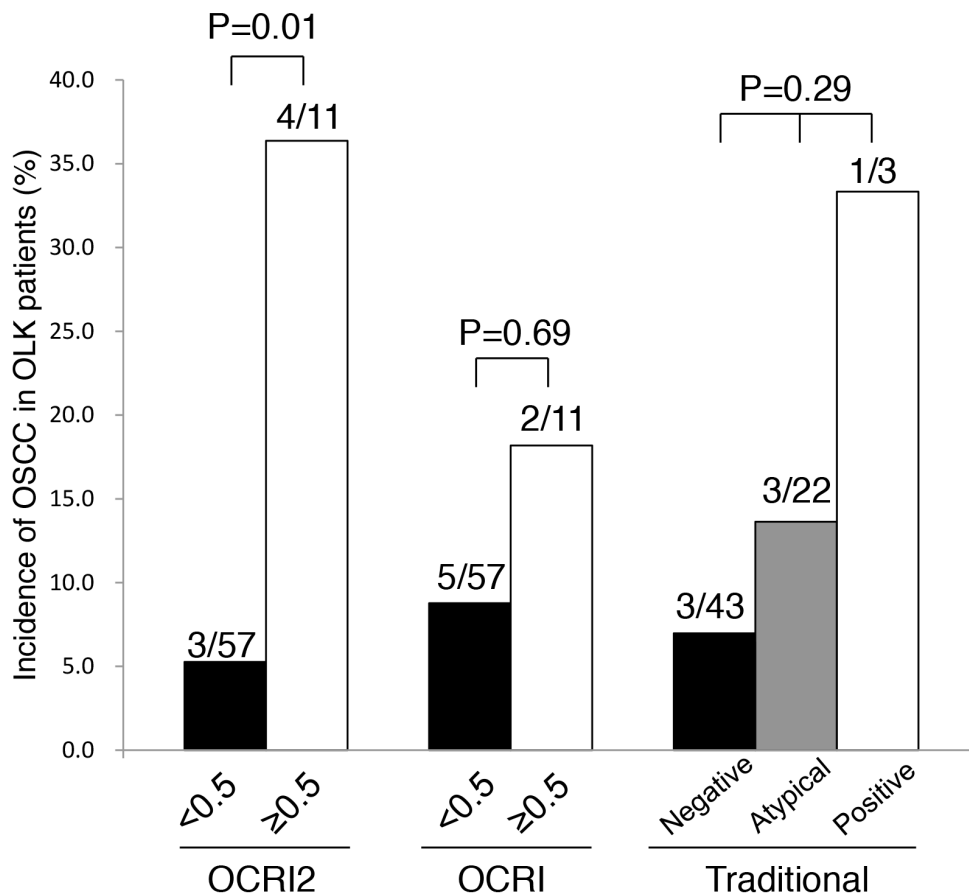 P=0.01
40.0
4/11
P=0.29
35.0
1/3
30.0
25.0
P=0.69
20.0
2/11
15.0
3/22
10.0
5/57
3/43
3/57
5.0
0.0
Incidence of OSCC in OLK patients (%)
<0.5
≥0.5
<0.5
≥0.5
Negative
Atypical
Positive
OCRI2
OCRI
Traditional